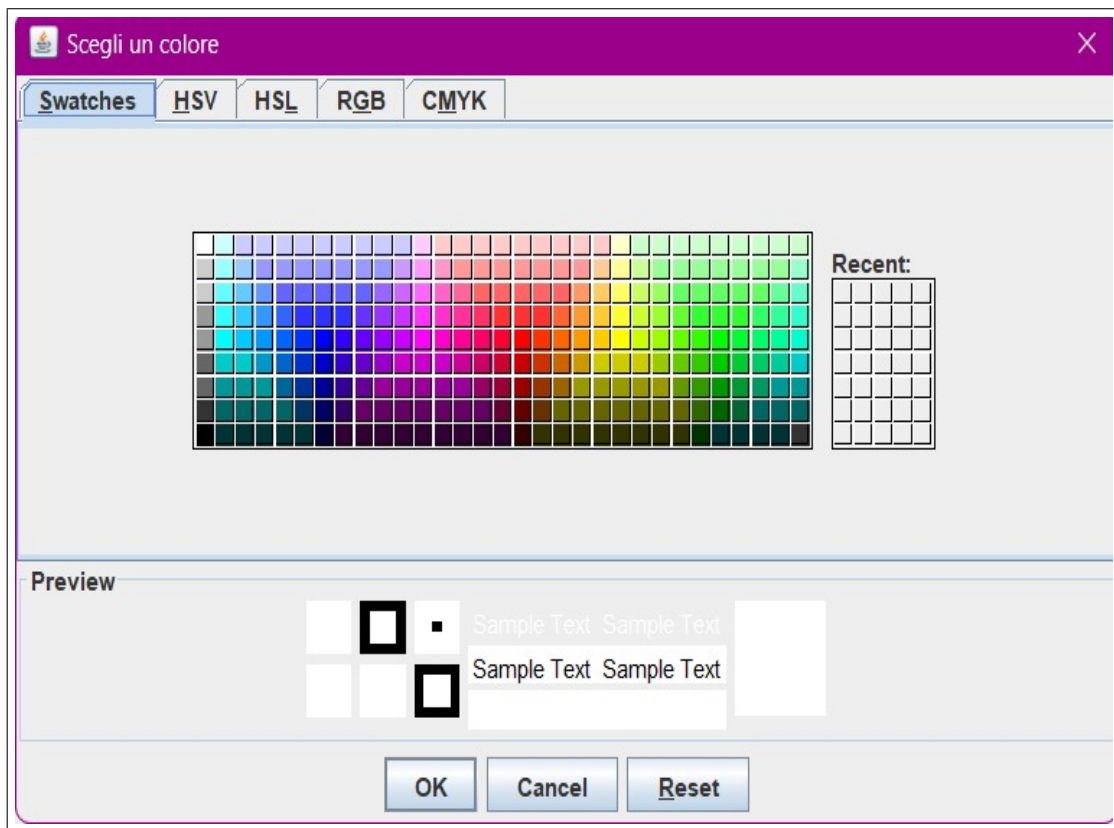 Scegli un colore
Swatches HSV HSL RGB CMYK
Recent:
Preview
Sample Text Sample Text
Sample Text Sample Text
OK Cancel Reset